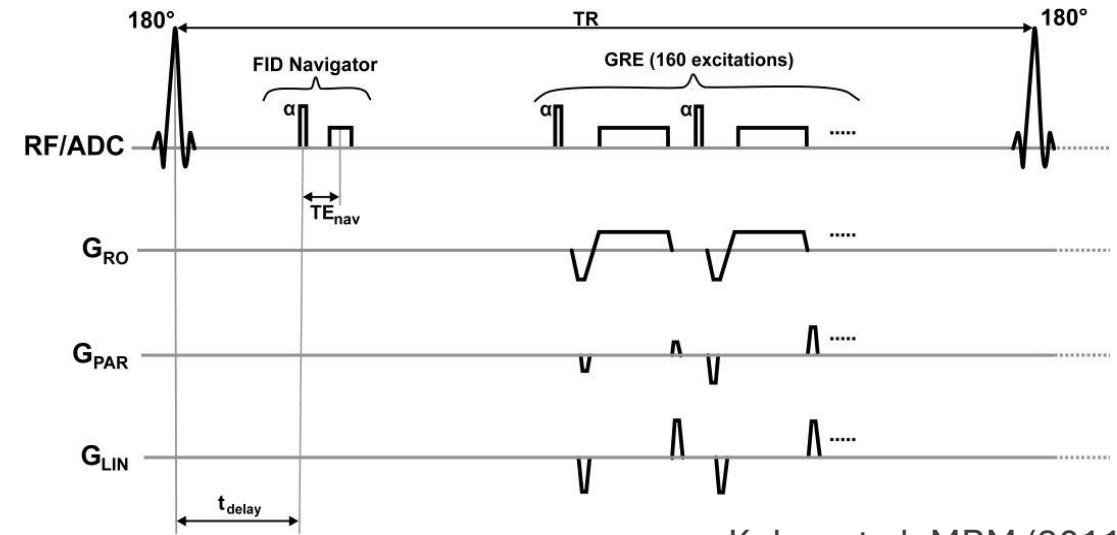 180°
TR
180°
FID Navigator
GRE (160 excitations)
α
α
α
.....
RF/ADC
TEnav
GRO
.....
GPAR
.....
GLIN
.....
tdelay